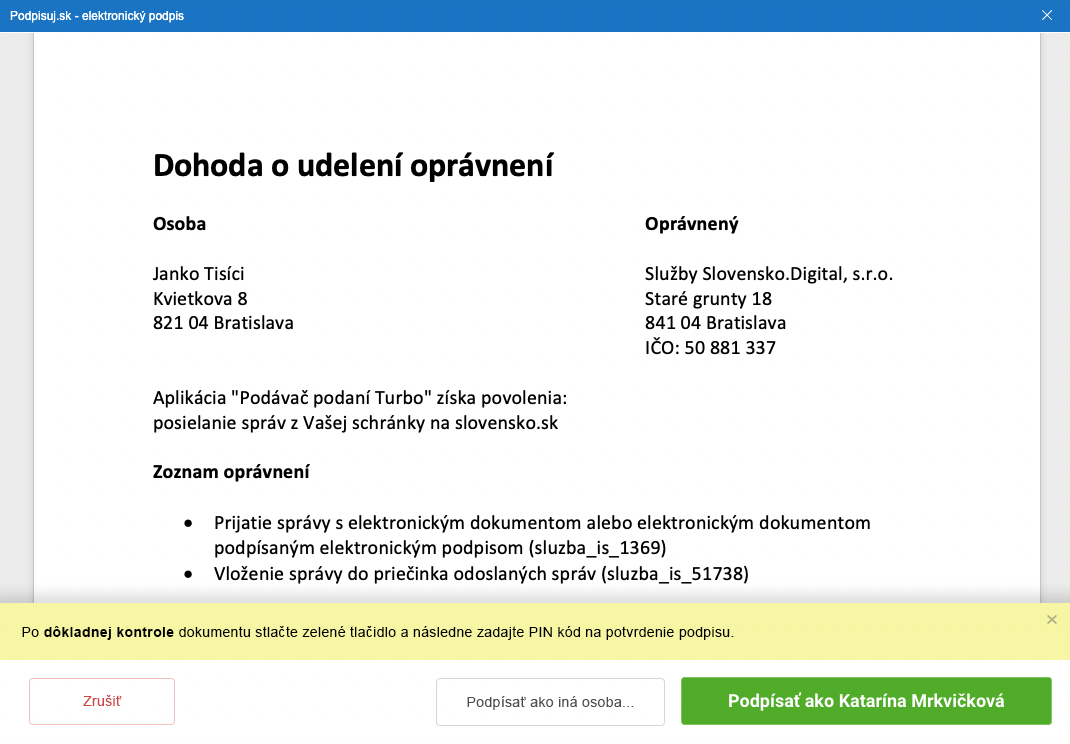 Podpisuj.sk - elektronický podpis
Dohoda o udelení oprávnení
Osoba
Oprávnený
Janko Tisíci
Kvietkova 8
821 04 Bratislava
Služby Slovensko.Digital, s.r.o.
Staré grunty 18
841 04 Bratislava
IČO: 50 881 337
Aplikácia "Podávač podaní Turbo" získa povolenia:
posielanie správ z Vašej schránky na slovensko.sk
Zoznam oprávnení
• Prijatie správy s elektronickým dokumentom alebo elektronickým dokumentom
podpísaným elektronickým podpisom (sluzba_is_1369)
• Vloženie správy do priečinka odoslaných správ (sluzba_is_51738)
Po dôkladnej kontrole dokumentu stlačte zelené tlačidlo a následne zadajte PIN kód na potvrdenie podpisu.
Zrušiť
Podpísať ako iná osoba...
Podpísať ako Katarína Mrkvičková